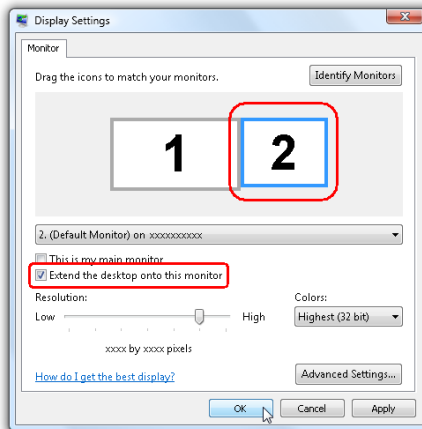 Display Settings
Monitor
Drag the icons to match your monitors.
Identify Monitors
1
2
2. (Default Monitor) on xxxxxxxxxx
This is my main monitor
Extend the desktop onto this monitor
Resolution:
Colors:
Low
High
Highest (32 bit)
xxxx by xxxx pixels
How do I get the best display?
Advanced Settings...
OK
Cancel
Apply